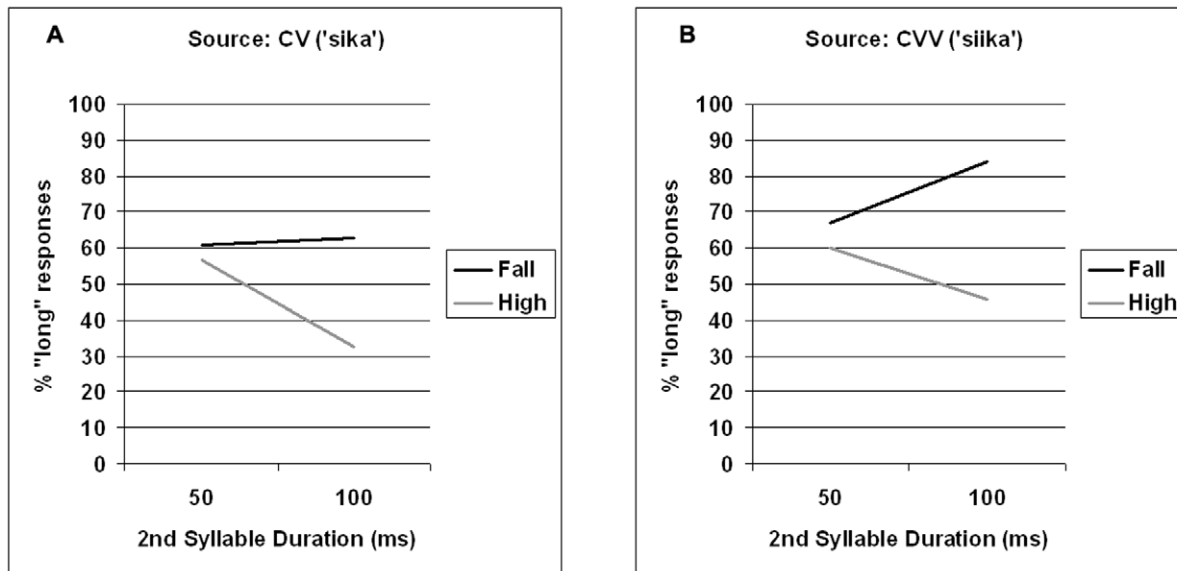 A
Source: CV ('sika')
100
90
80
70
60
50
40
30
20
10
0
% "long" responses
50 100
2nd Syllable Duration (ms)
Fall
High
B
Source: CVV ('siika')
100
90
80
70
60
50
40
30
20
10
0
% "long" responses
50 100
2nd Syllable Duration (ms)
Fall
High